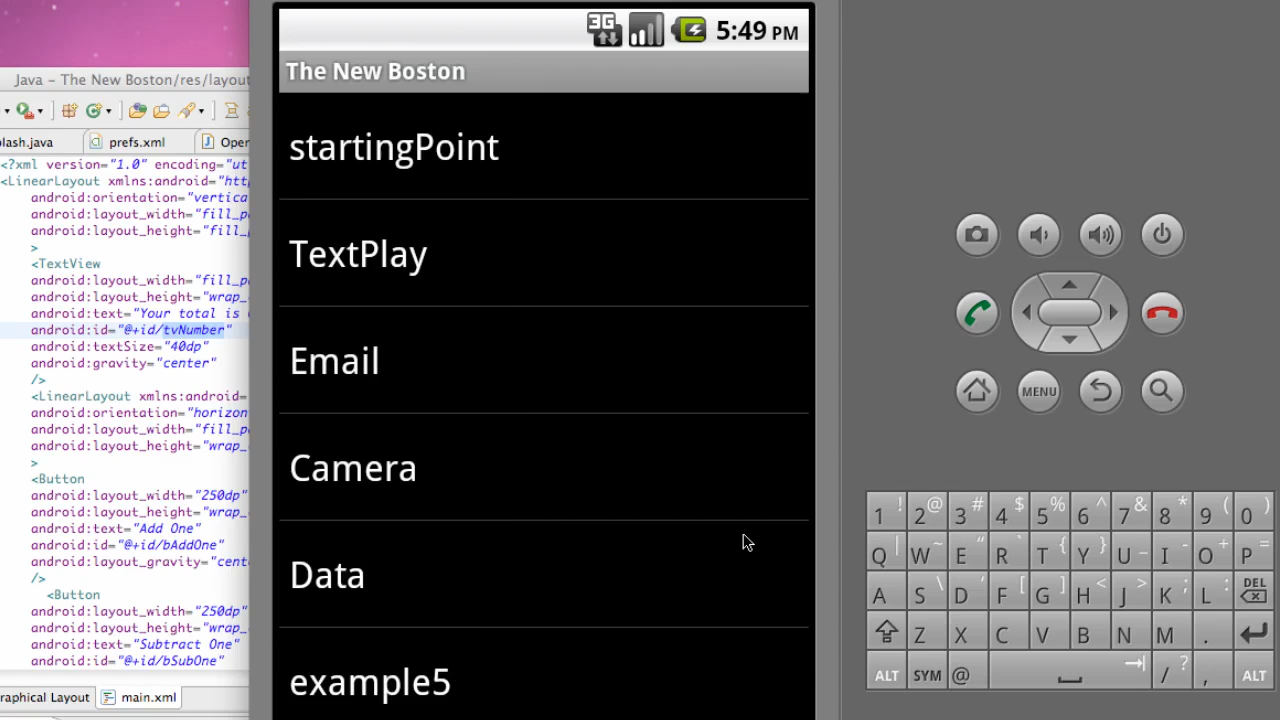 Java – The New Boston/res/layout
lash.java
prefs.xml
Open
<?xml version="1.0" encoding="ut
<LinearLayout xmlns:android="htt
android:orientation="vertica
android:layout_width="fill_pa
android:layout_height="fill_p
>
<TextView
android:layout_width="fill_pa
android:layout_height="wrap_
android:text="Your total is
android:id="@+id/tvNumber"
android:textSize="40dp"
android:gravity="center"
/>
<LinearLayout xmlns:android=
android:orientation="horizon
android:layout_width="fill_pa
android:layout_height="wrap_
>
<Button
android:layout_width="250dp"
android:layout_height="wrap_
android:text="Add One"
android:id="@+id/bAddOne"
android:layout_gravity="cent
/>
<Button
android:layout_width="250dp"
android:layout_height="wrap_
android:text="Subtract One"
android:id="@+id/bSubOne"
raphical Layout
main.xml
3G
5:49 PM
The New Boston
startingPoint
TextPlay
Email
Camera
Data
example5
MENU
1 ! 2 @ 3 # 4 $ 5 % 6 ^ 7 & 8 * 9 ( 0 )
Q | W ~ E " R ` T { Y } U _ I - O + P =
A S \ D ' F [ G ] H < J > K ; L : DEL
Z X C V B N M .
ALT SYM @ / ? , ALT